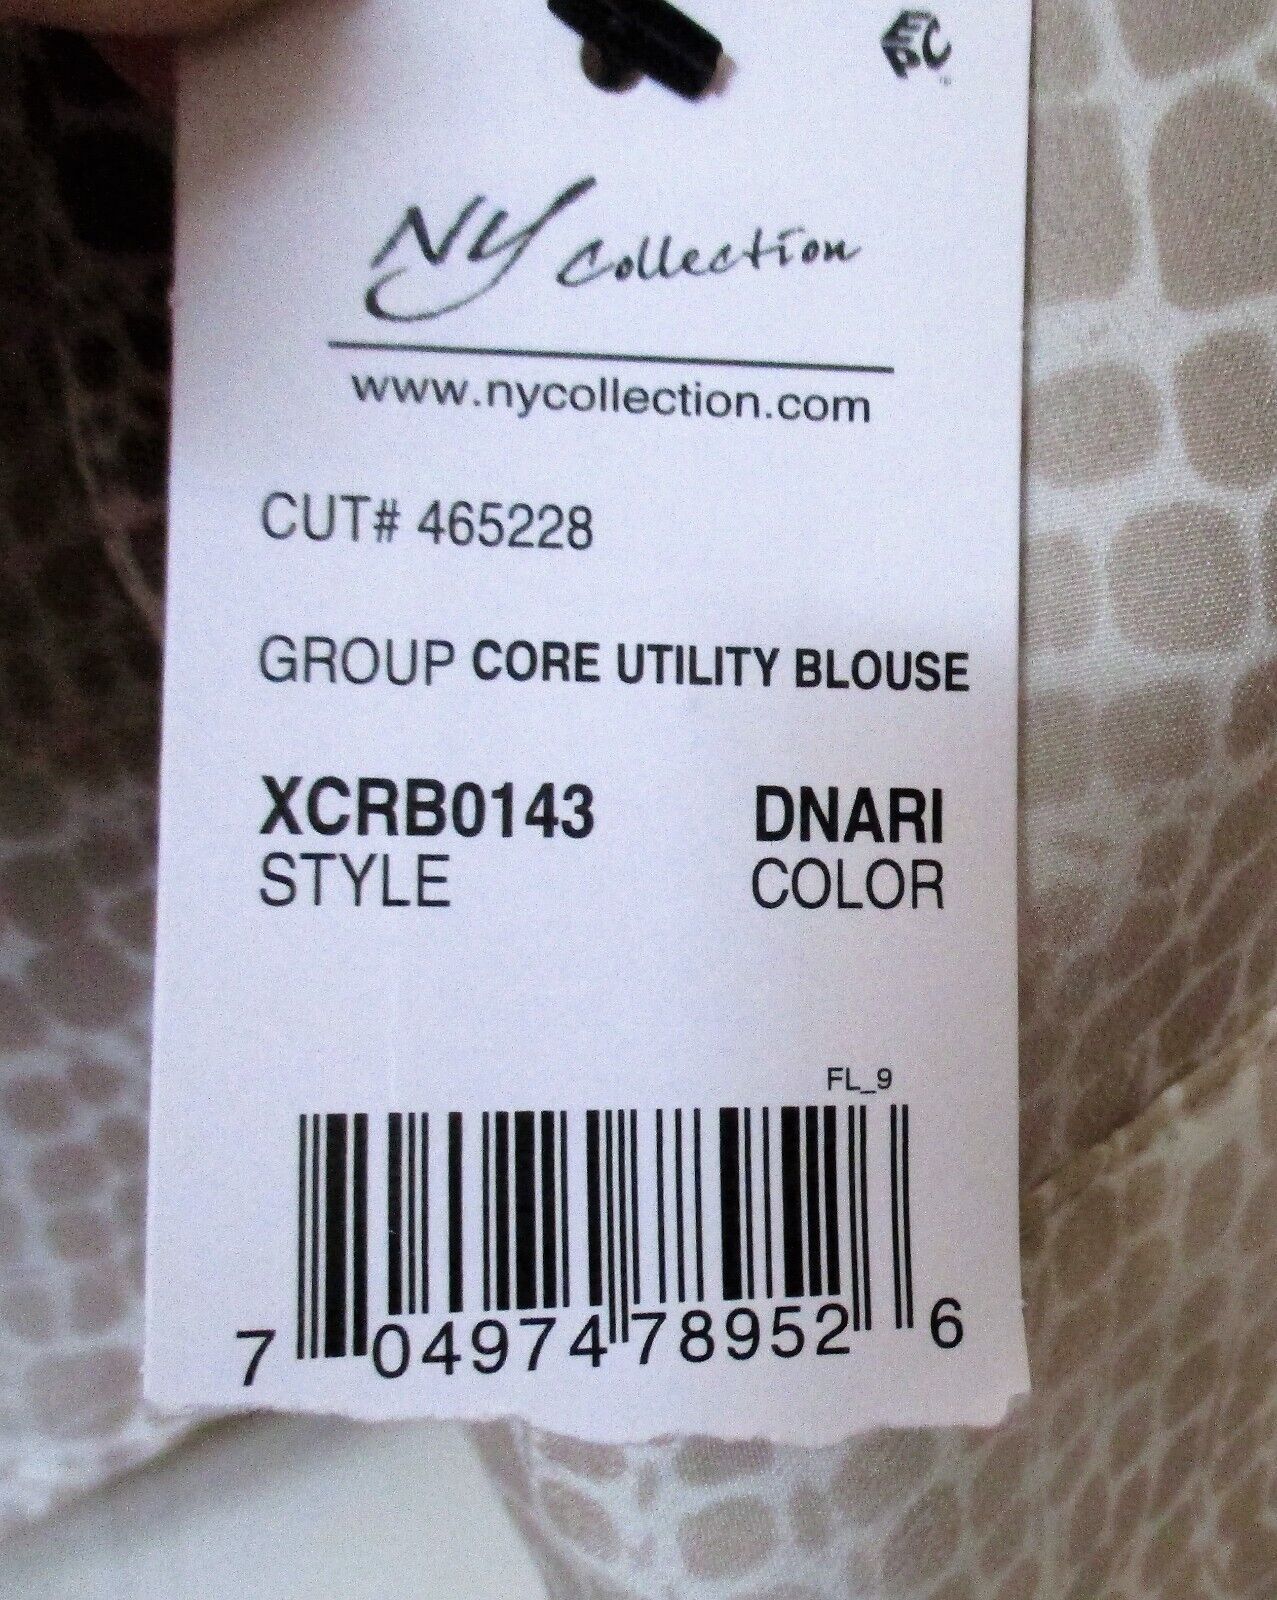 EPC
NY Collection
www.nycollection.com
CUT# 465228
GROUP CORE UTILITY BLOUSE
XCRB0143 DNARI
STYLE COLOR
FL_9
7 04974 78952 6